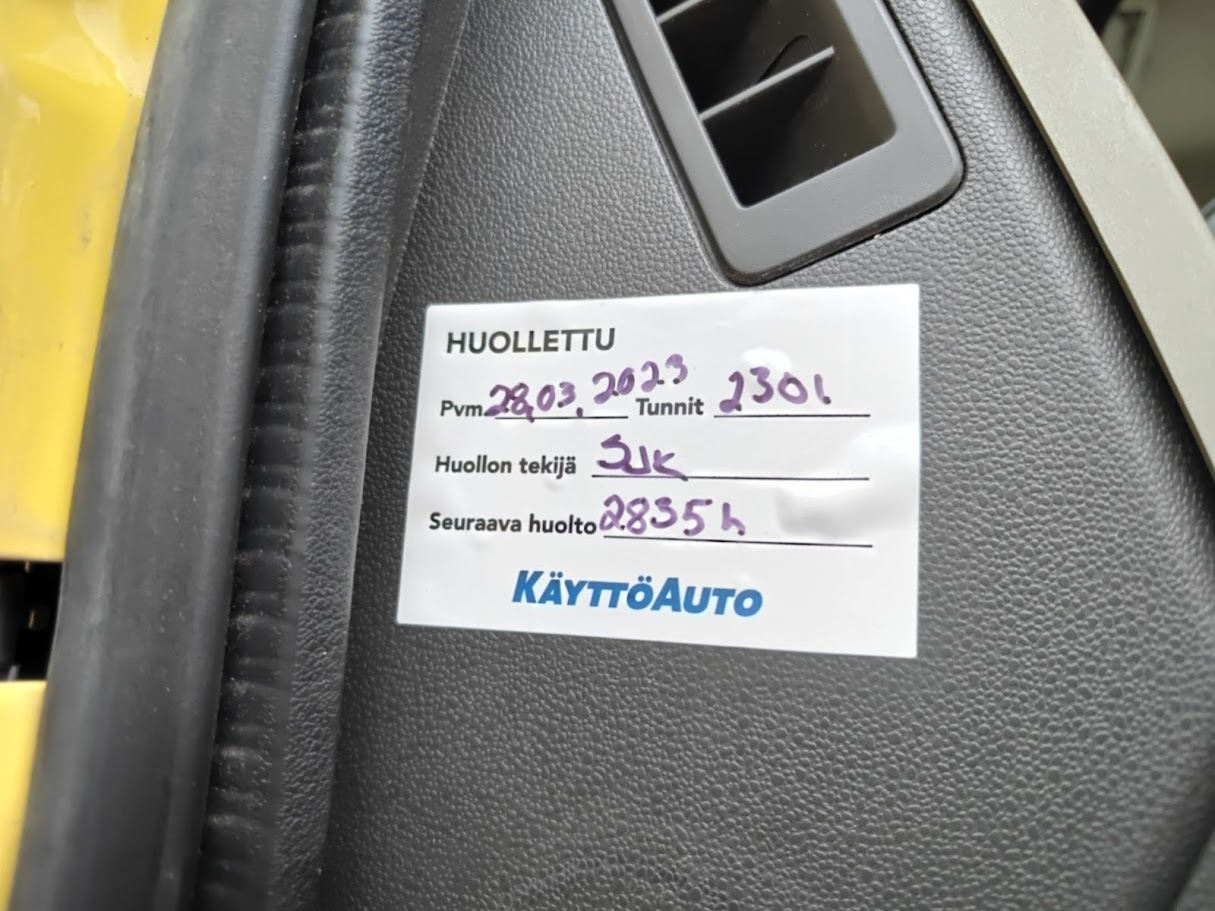 HUOLLETTU
Pvm. 28.03.2023 Tunnit 2301.
Huollon tekijä SJK
Seuraava huolto 2835 h
KÄYTTÖAUTO